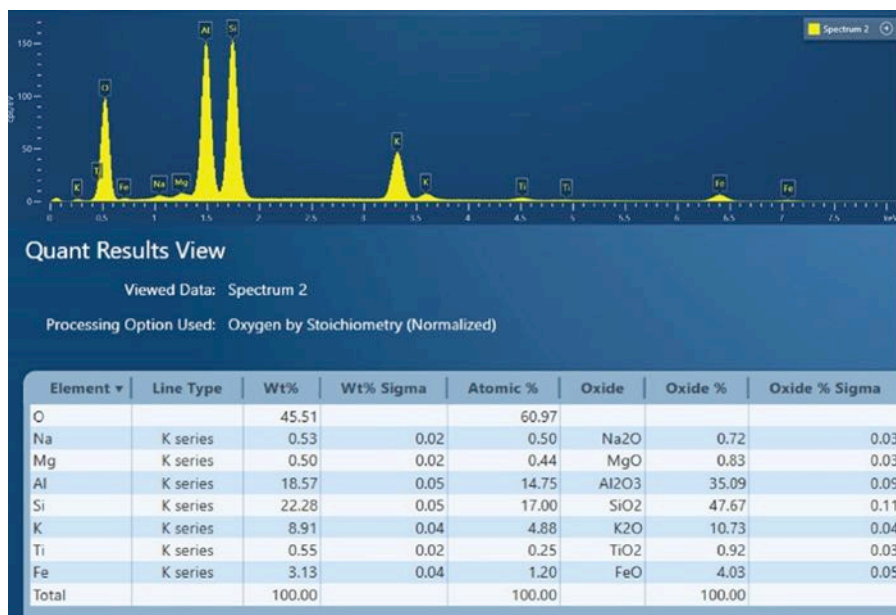 Spectrum 2
150
100
50
0
cps/eV
K
T
O
Fe
Na
Mg
Al
Si
K
K
Ti
Ti
Fe
Fe
0 0.5 1 1.5 2 2.5 3 3.5 4 4.5 5 5.5 6 6.5 7 7.5 keV
Quant Results View
Viewed Data: Spectrum 2
Processing Option Used: Oxygen by Stoichiometry (Normalized)
Element ▾ Line Type Wt% Wt% Sigma Atomic % Oxide Oxide % Oxide % Sigma
O 45.51 60.97
Na K series 0.53 0.02 0.50 Na2O 0.72 0.03
Mg K series 0.50 0.02 0.44 MgO 0.83 0.03
Al K series 18.57 0.05 14.75 Al2O3 35.09 0.09
Si K series 22.28 0.05 17.00 SiO2 47.67 0.11
K K series 8.91 0.04 4.88 K2O 10.73 0.04
Ti K series 0.55 0.02 0.25 TiO2 0.92 0.03
Fe K series 3.13 0.04 1.20 FeO 4.03 0.05
Total 100.00 100.00 100.00